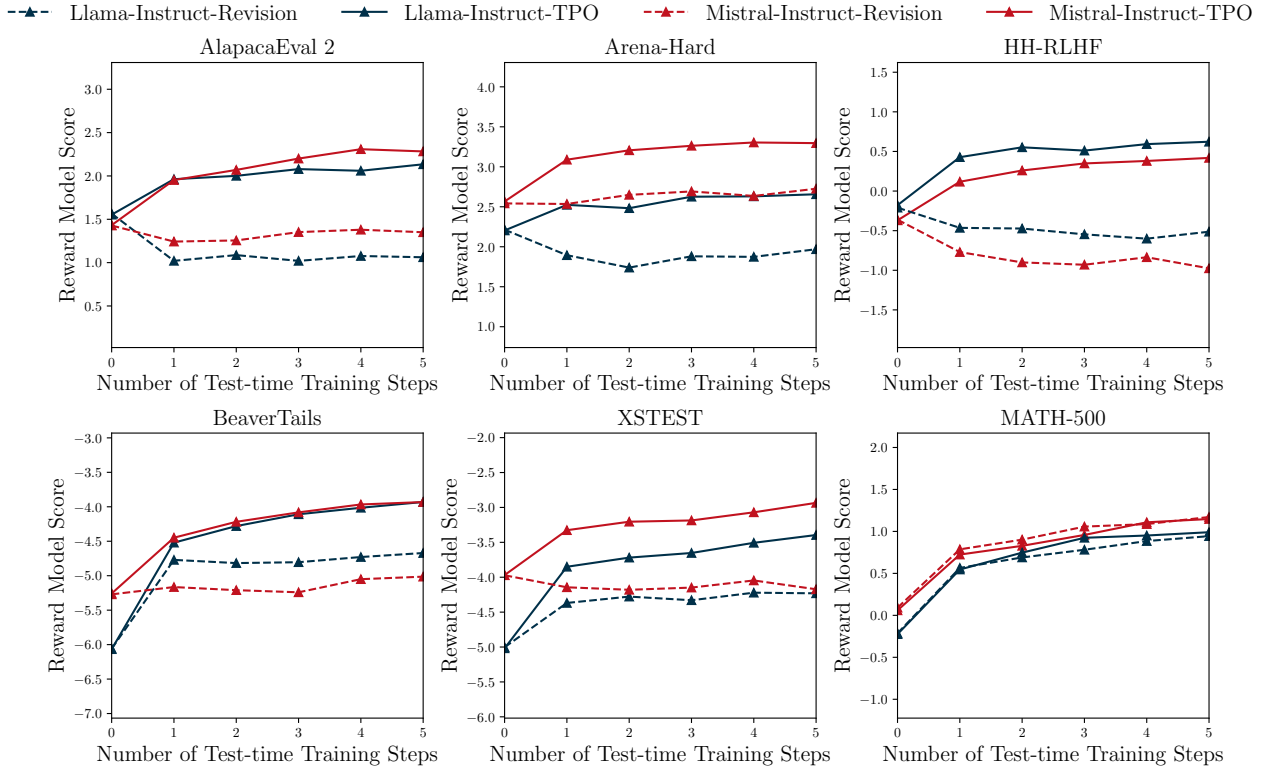 Llama-Instruct-Revision Llama-Instruct-TPO Mistral-Instruct-Revision Mistral-Instruct-TPO
AlapacaEval 2
Reward Model Score
3.0
2.5
2.0
1.5
1.0
0.5
0 1 2 3 4 5
Number of Test-time Training Steps
Arena-Hard
Reward Model Score
4.0
3.5
3.0
2.5
2.0
1.5
1.0
0 1 2 3 4 5
Number of Test-time Training Steps
HH-RLHF
Reward Model Score
1.5
1.0
0.5
0.0
−0.5
−1.0
−1.5
0 1 2 3 4 5
Number of Test-time Training Steps
BeaverTails
Reward Model Score
−3.0
−3.5
−4.0
−4.5
−5.0
−5.5
−6.0
−6.5
−7.0
0 1 2 3 4 5
Number of Test-time Training Steps
XSTEST
Reward Model Score
−2.0
−2.5
−3.0
−3.5
−4.0
−4.5
−5.0
−5.5
−6.0
0 1 2 3 4 5
Number of Test-time Training Steps
MATH-500
Reward Model Score
2.0
1.5
1.0
0.5
0.0
−0.5
−1.0
0 1 2 3 4 5
Number of Test-time Training Steps